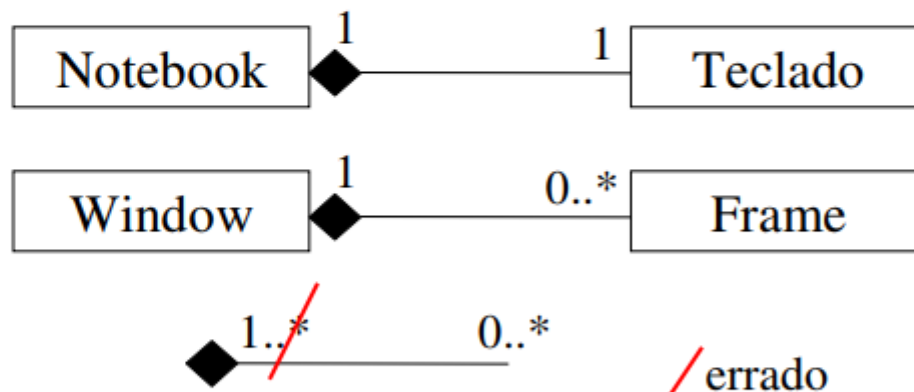 1 1
Notebook Teclado
1 0..*
Window Frame
1..* 0..*
errado